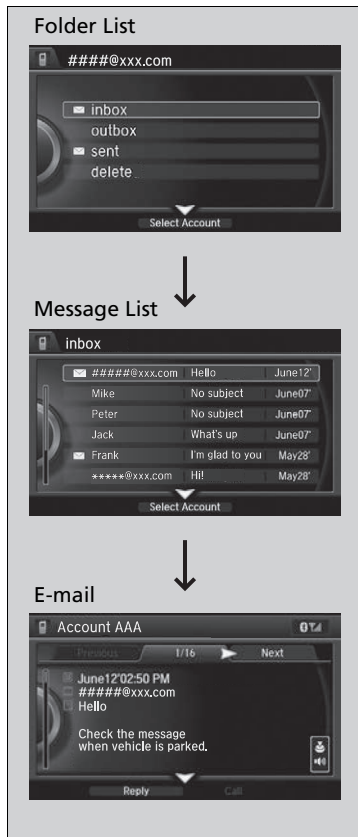 Folder List
####@xxx.com
inbox
outbox
sent
delete
Select Account
Message List
inbox
#####@xxx.com Hello June12'
Mike No subject June07'
Peter No subject June07'
Jack What's up June07'
Frank I'm glad to you May28'
*****@xxx.com Hi! May28'
Select Account
E-mail
Account AAA
Previous 1/16 Next
June12'02:50 PM
#####@xxx.com
Hello
Check the message
when vehicle is parked.
Reply Call